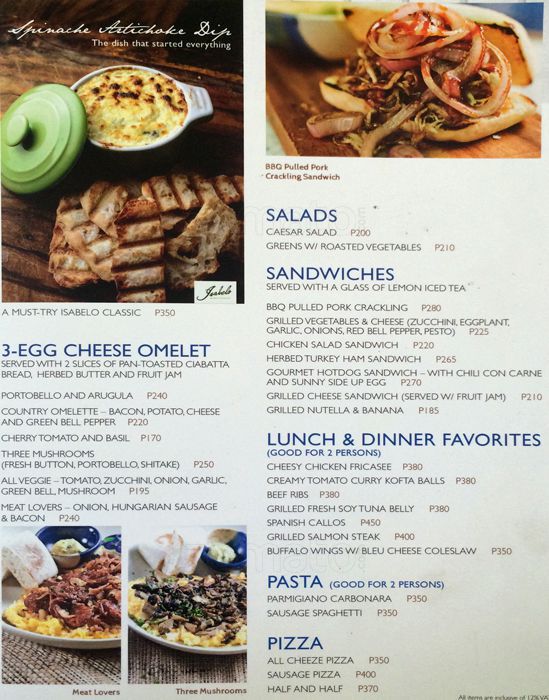 Spinache Artichoke Dip
The dish that started everything
Isabelo
A MUST-TRY ISABELO CLASSIC P350
3-EGG CHEESE OMELET
SERVED WITH 2 SLICES OF PAN-TOASTED CIABATTA
BREAD, HERBED BUTTER AND FRUIT JAM
PORTOBELLO AND ARUGULA P240
COUNTRY OMELETTE – BACON, POTATO, CHEESE
AND GREEN BELL PEPPER P220
CHERRY TOMATO AND BASIL P170
THREE MUSHROOMS
(FRESH BUTTON, PORTOBELLO, SHITAKE) P250
ALL VEGGIE – TOMATO, ZUCCHINI, ONION, GARLIC,
GREEN BELL, MUSHROOM P195
MEAT LOVERS – ONION, HUNGARIAN SAUSAGE
& BACON P240
Meat Lovers
Three Mushrooms
BBQ Pulled Pork
Crackling Sandwich
SALADS
CAESAR SALAD P200
GREENS W/ ROASTED VEGETABLES P210
SANDWICHES
SERVED WITH A GLASS OF LEMON ICED TEA
BBQ PULLED PORK CRACKLING P280
GRILLED VEGETABLES & CHEESE (ZUCCHINI, EGGPLANT,
GARLIC, ONIONS, RED BELL PEPPER, PESTO) P225
CHICKEN SALAD SANDWICH P220
HERBED TURKEY HAM SANDWICH P265
GOURMET HOTDOG SANDWICH – WITH CHILI CON CARNE
AND SUNNY SIDE UP EGG P270
GRILLED CHEESE SANDWICH (SERVED W/ FRUIT JAM) P210
GRILLED NUTELLA & BANANA P185
LUNCH & DINNER FAVORITES
(GOOD FOR 2 PERSONS)
CHEESY CHICKEN FRICASEE P380
CREAMY TOMATO CURRY KOFTA BALLS P380
BEEF RIBS P380
GRILLED FRESH SOY TUNA BELLY P380
SPANISH CALLOS P450
GRILLED SALMON STEAK P400
BUFFALO WINGS W/ BLEU CHEESE COLESLAW P350
PASTA (GOOD FOR 2 PERSONS)
PARMIGIANO CARBONARA P350
SAUSAGE SPAGHETTI P350
PIZZA
ALL CHEEZE PIZZA P350
SAUSAGE PIZZA P400
HALF AND HALF P370
All items are inclusive of 12% VA